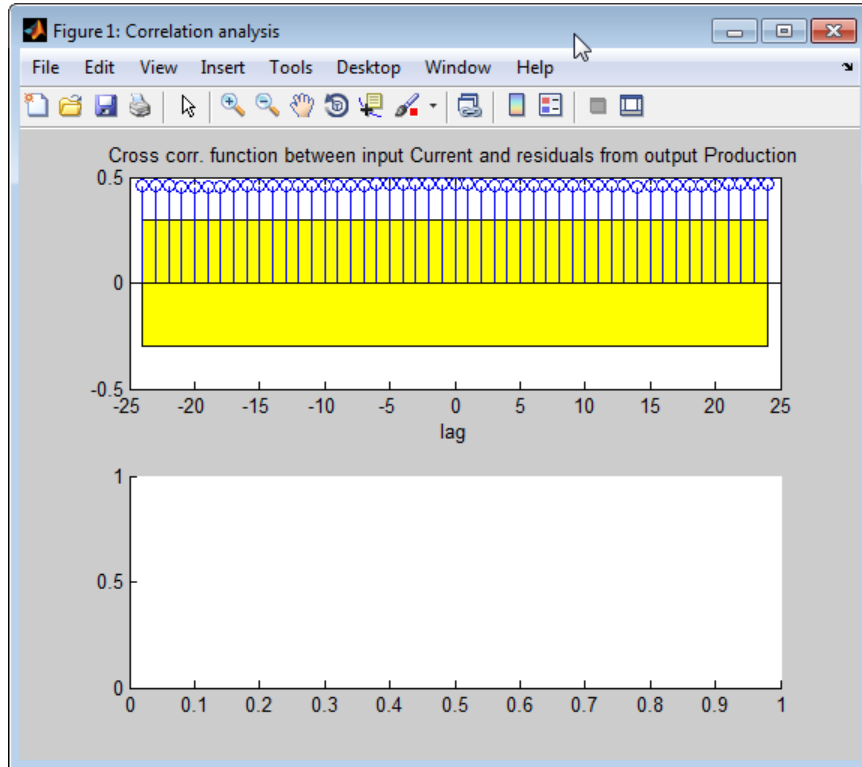 Figure 1: Correlation analysis
File Edit View Insert Tools Desktop Window Help
Cross corr. function between input Current and residuals from output Production
0.5
0
-0.5
-25 -20 -15 -10 -5 0 5 10 15 20 25
lag
1
0.5
0
0 0.1 0.2 0.3 0.4 0.5 0.6 0.7 0.8 0.9 1